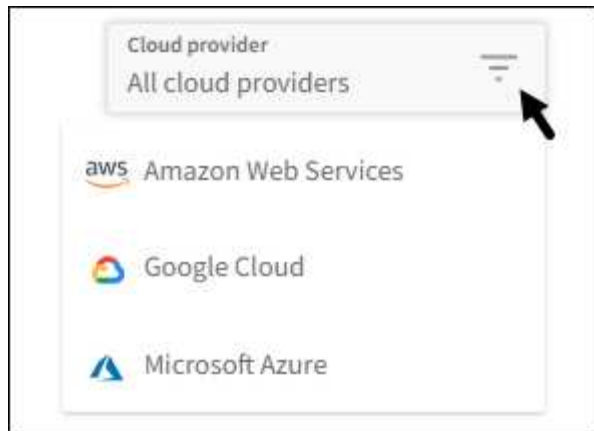 Cloud provider
All cloud providers
aws Amazon Web Services
Google Cloud
Microsoft Azure